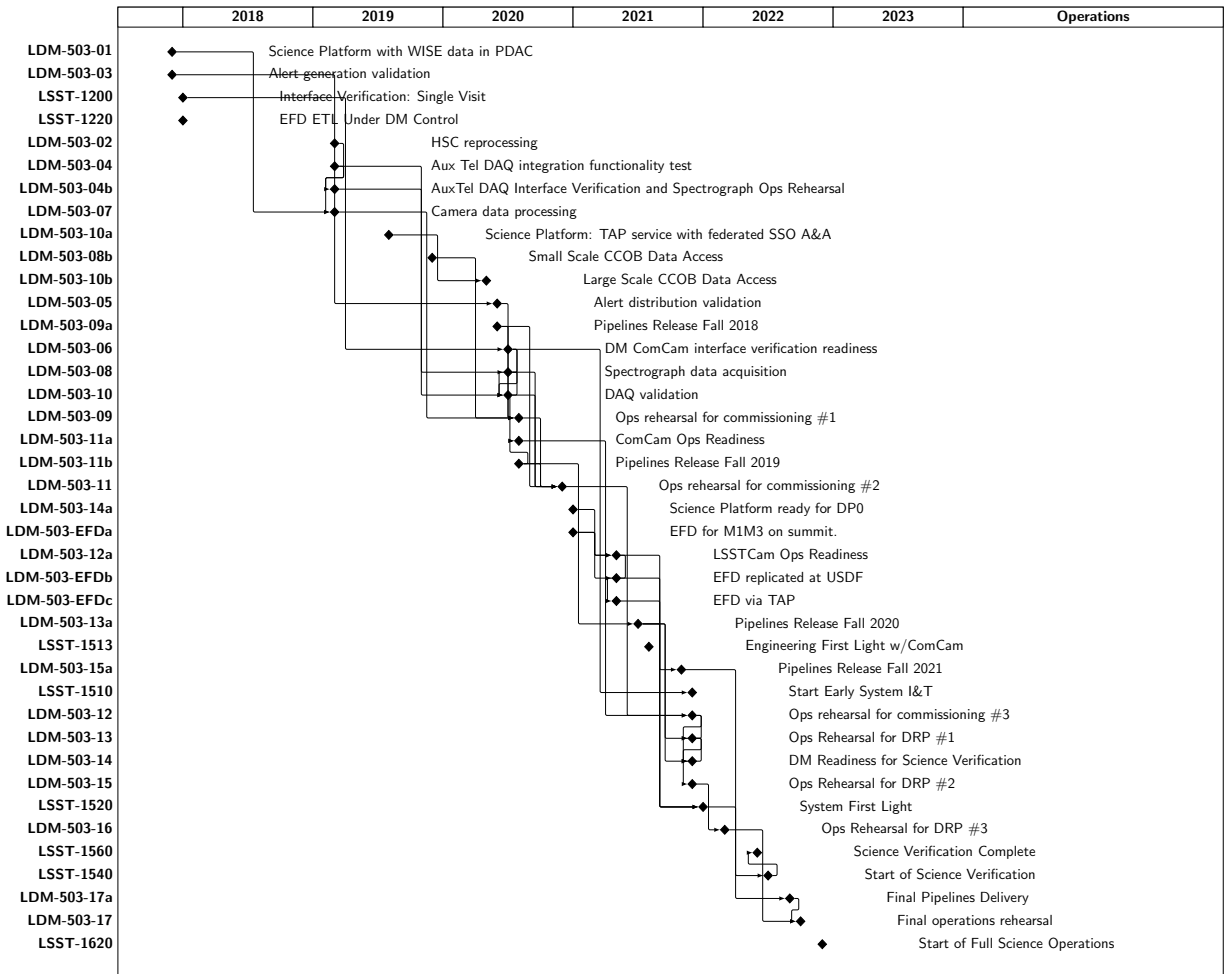 2018 2019 2020 2021 2022 2023 Operations
LDM-503-01 Science Platform with WISE data in PDAC
LDM-503-03 Alert generation validation
LSST-1200 Interface Verification: Single Visit
LSST-1220 EFD ETL Under DM Control
LDM-503-02 HSC reprocessing
LDM-503-04 Aux Tel DAQ integration functionality test
LDM-503-04b AuxTel DAQ Interface Verification and Spectrograph Ops Rehearsal
LDM-503-07 Camera data processing
LDM-503-10a Science Platform: TAP service with federated SSO A&A
LDM-503-08b Small Scale CCOB Data Access
LDM-503-10b Large Scale CCOB Data Access
LDM-503-05 Alert distribution validation
LDM-503-09a Pipelines Release Fall 2018
LDM-503-06 DM ComCam interface verification readiness
LDM-503-08 Spectrograph data acquisition
LDM-503-10 DAQ validation
LDM-503-09 Ops rehearsal for commissioning #1
LDM-503-11a ComCam Ops Readiness
LDM-503-11b Pipelines Release Fall 2019
LDM-503-11 Ops rehearsal for commissioning #2
LDM-503-14a Science Platform ready for DP0
LDM-503-EFDa EFD for M1M3 on summit.
LDM-503-12a LSSTCam Ops Readiness
LDM-503-EFDb EFD replicated at USDF
LDM-503-EFDc EFD via TAP
LDM-503-13a Pipelines Release Fall 2020
LSST-1513 Engineering First Light w/ComCam
LDM-503-15a Pipelines Release Fall 2021
LSST-1510 Start Early System I&T
LDM-503-12 Ops rehearsal for commissioning #3
LDM-503-13 Ops Rehearsal for DRP #1
LDM-503-14 DM Readiness for Science Verification
LDM-503-15 Ops Rehearsal for DRP #2
LSST-1520 System First Light
LDM-503-16 Ops Rehearsal for DRP #3
LSST-1560 Science Verification Complete
LSST-1540 Start of Science Verification
LDM-503-17a Final Pipelines Delivery
LDM-503-17 Final operations rehearsal
LSST-1620 Start of Full Science Operations